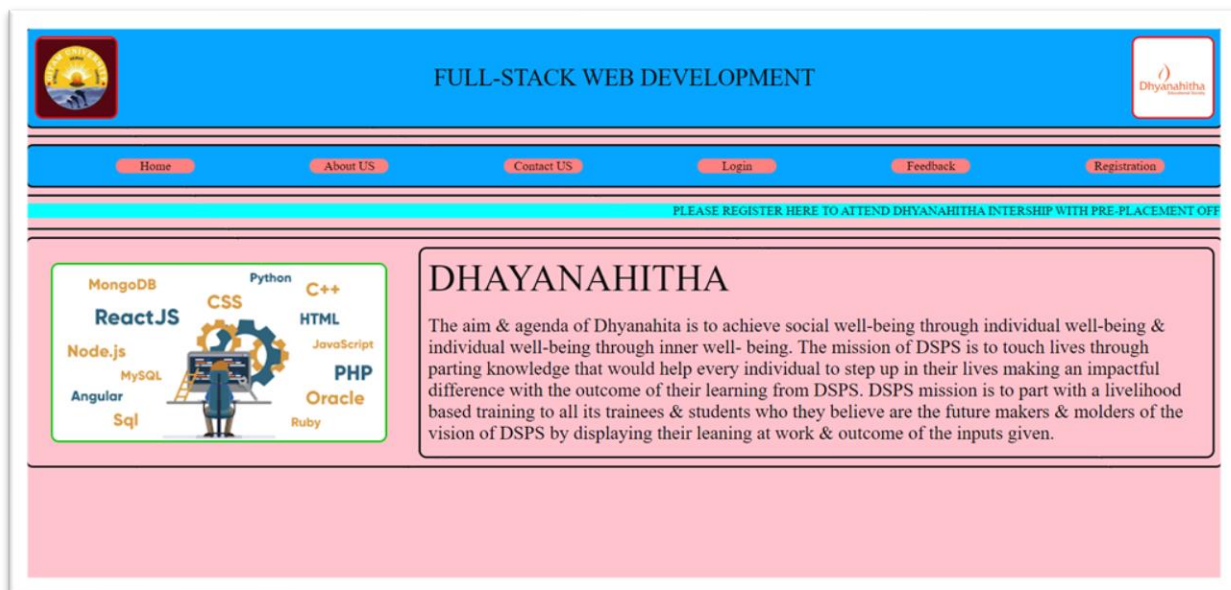 GITAM UNIVERSITY
FULL-STACK WEB DEVELOPMENT
Dhyanahitha
Educational Society
Home About US Contact US Login Feedback Registration
PLEASE REGISTER HERE TO ATTEND DHYANAHITHA INTERSHIP WITH PRE-PLACEMENT OFF
MongoDB
Python
C++
CSS
ReactJS
HTML
Node.js
JavaScript
MySQL
PHP
Angular
Oracle
Sql
Ruby
DHAYANAHITHA
The aim & agenda of Dhyanahita is to achieve social well-being through individual well-being &
individual well-being through inner well- being. The mission of DSPS is to touch lives through
parting knowledge that would help every individual to step up in their lives making an impactful
difference with the outcome of their learning from DSPS. DSPS mission is to part with a livelihood
based training to all its trainees & students who they believe are the future makers & molders of the
vision of DSPS by displaying their leaning at work & outcome of the inputs given.